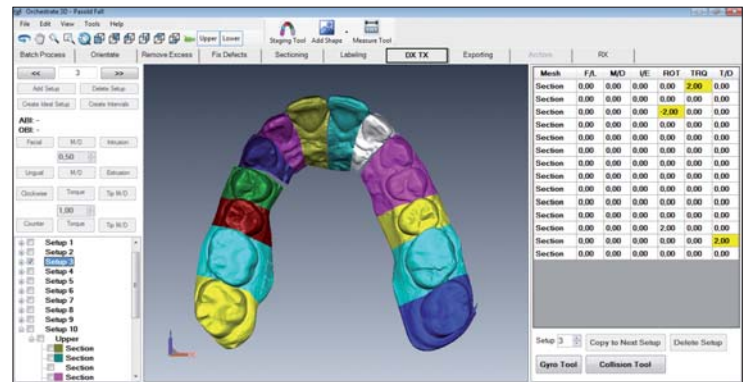 Orchestrate 3D - Pascoid Fall
File Edit View Tools Help
Upper Lower
Staging Tool Add Shape Measure Tool
Batch Process Orientate Remove Excess Fix Defects Sectioning Labeling DX TX Exporting Archive RX
<< 3 >>
Add Setup Delete Setup
Create Ideal Setup Create Intervals
ABI: -
OBI: -
Facial M/D Intrusion
0,50
Lingual M/D Extrusion
Clockwise Torque Tip M/D
1,00
Counter Torque Tip M/D
Setup 1
Setup 2
Setup 3
Setup 4
Setup 5
Setup 6
Setup 7
Setup 8
Setup 9
Setup 10
Upper
Section
Section
Section
Section
Mesh F/L M/D I/E ROT TRQ T/D
Section 0,00 0,00 0,00 0,00 2,00 0,00
Section 0,00 0,00 0,00 0,00 0,00 0,00
Section 0,00 0,00 0,00 -2,00 0,00 0,00
Section 0,00 0,00 0,00 0,00 0,00 0,00
Section 0,00 0,00 0,00 0,00 0,00 0,00
Section 0,00 0,00 0,00 0,00 0,00 0,00
Section 0,00 0,00 0,00 0,00 0,00 0,00
Section 0,00 0,00 0,00 0,00 0,00 0,00
Section 0,00 0,00 0,00 0,00 0,00 0,00
Section 0,00 0,00 0,00 0,00 0,00 0,00
Section 0,00 0,00 0,00 0,00 0,00 0,00
Section 0,00 0,00 0,00 2,00 0,00 0,00
Section 0,00 0,00 0,00 0,00 0,00 2,00
Section 0,00 0,00 0,00 0,00 0,00 0,00
Setup 3 Copy to Next Setup Delete Setup
Gyro Tool Collision Tool